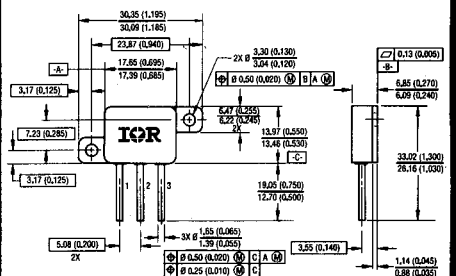 30,35 (1.195)
30,09 (1.185)
23,87 (0.940)
3,30 (0.130)
2X Ø
3,04 (0.120)
0,13 (0.005)
-A-
17,65 (0.695)
17,39 (0.685)
Ø 0,50 (0.020) Ⓜ B A Ⓜ
-B-
6,85 (0.270)
6,09 (0.240)
3,17 (0.125)
6,47 (0.255)
6,22 (0.245)
2X
13,97 (0.550)
13,46 (0.530)
7,23 (0.285)
IOR
-C-
33,02 (1,300)
26,16 (1,030)
3,17 (0.125)
1 2 3
19,05 (0.750)
12,70 (0.500)
1,65 (0.065)
3X Ø
1,39 (0.055)
5,08 (0.200)
2X
3,55 (0.140)
Ø 0,50 (0.020) Ⓜ C A Ⓜ
Ø 0,25 (0.010) Ⓜ C
1,14 (0.045)
0,88 (0.035)